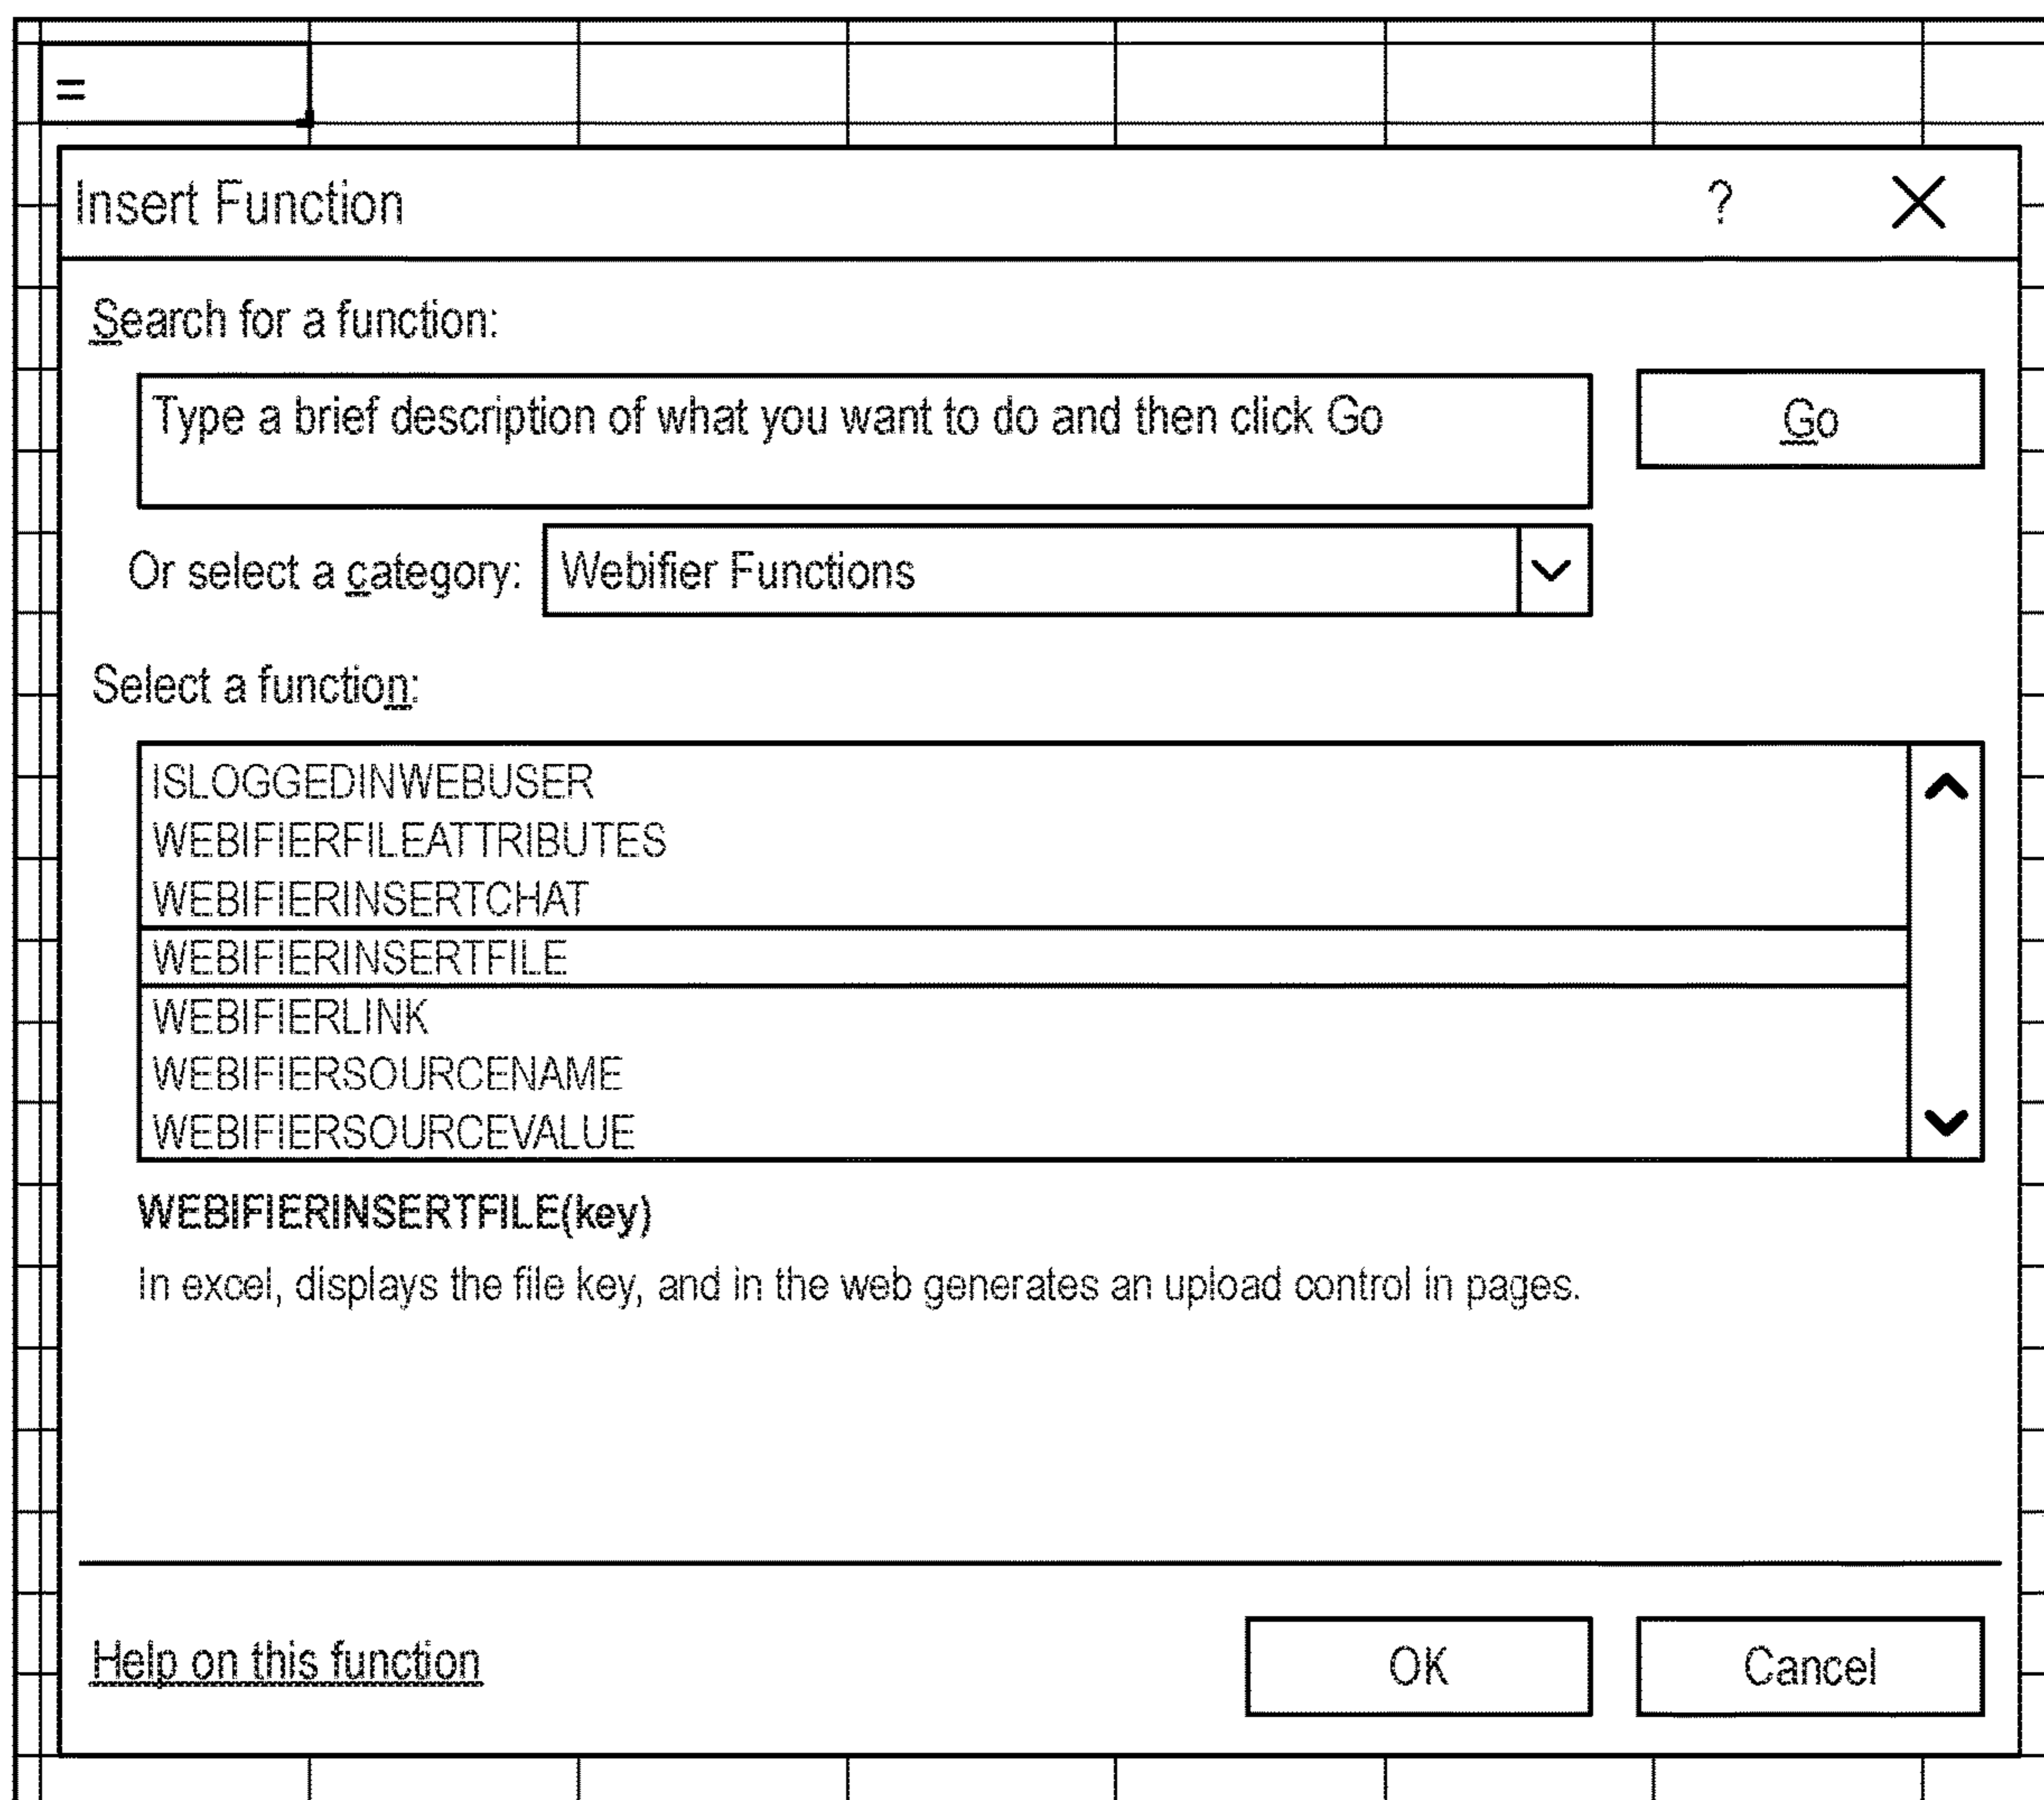 =
Insert Function ?
Search for a function:
Type a brief description of what you want to do and then click Go
Go
Or select a category: Webifier Functions
Select a function:
ISLOGGEDINWEBUSER
WEBIFIERFILEATTRIBUTES
WEBIFIERINSERTCHAT
WEBIFIERINSERTFILE
WEBIFIERLINK
WEBIFIERSOURCENAME
WEBIFIERSOURCEVALUE
WEBIFIERINSERTFILE(key)
In excel, displays the file key, and in the web generates an upload control in pages.
Help on this function
OK
Cancel